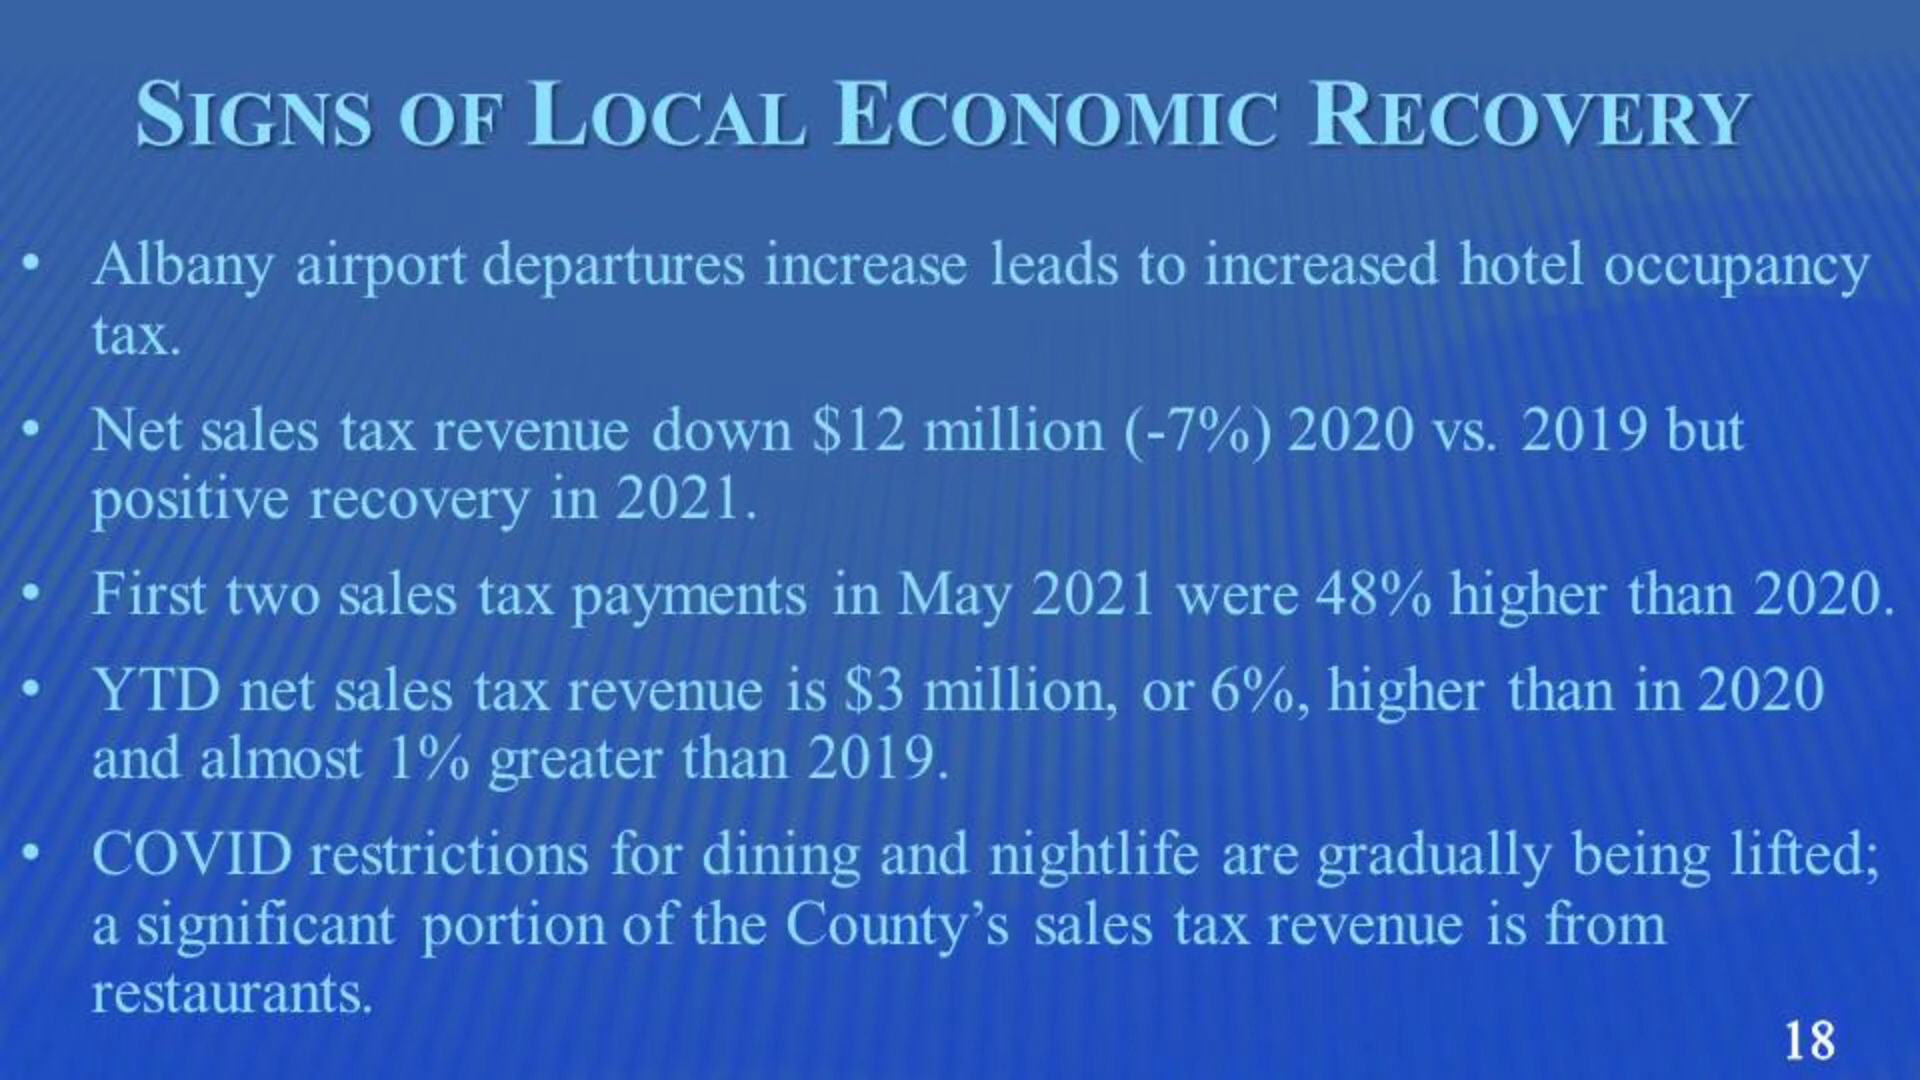 SIGNS OF LOCAL ECONOMIC RECOVERY
• Albany airport departures increase leads to increased hotel occupancy
tax.
• Net sales tax revenue down $12 million (-7%) 2020 vs. 2019 but
positive recovery in 2021.
• First two sales tax payments in May 2021 were 48% higher than 2020.
• YTD net sales tax revenue is $3 million, or 6%, higher than in 2020
and almost 1% greater than 2019.
• COVID restrictions for dining and nightlife are gradually being lifted;
a significant portion of the County’s sales tax revenue is from
restaurants.
18